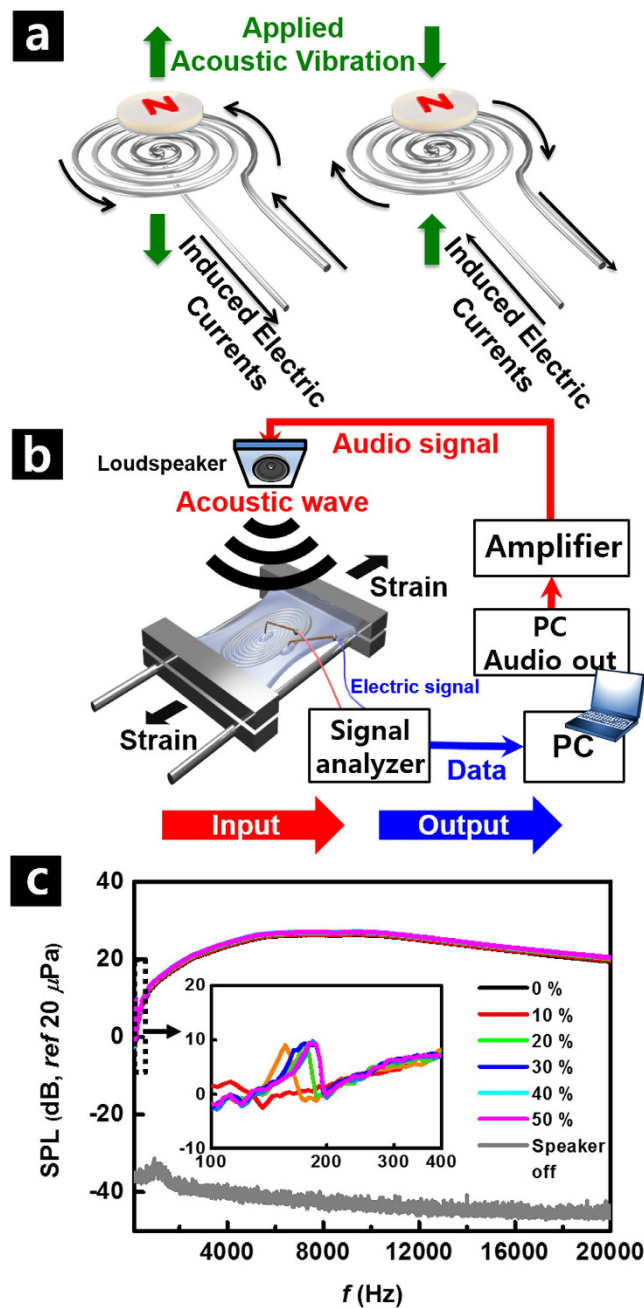 a
Applied
Acoustic Vibration
N
N
Induced Electric
Currents
Induced Electric
Currents
b
Loudspeaker
Audio signal
Acoustic wave
Amplifier
Strain
PC
Audio out
Electric signal
Strain
Signal
analyzer
Data
PC
Input
Output
c
SPL (dB, ref 20 μPa)
40
20
0
-20
-40
20
10
0
-10
100
200
300
400
0 %
10 %
20 %
30 %
40 %
50 %
Speaker
off
4000
8000
12000
16000
20000
f (Hz)